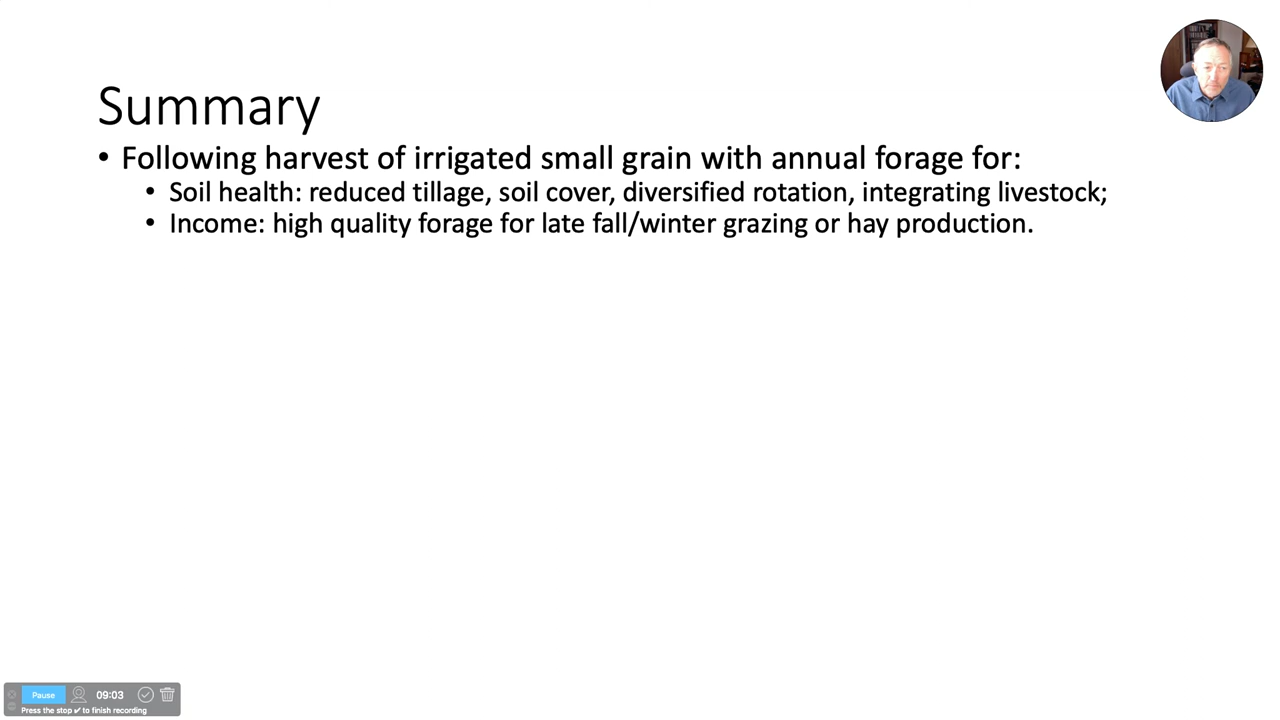 Summary
• Following harvest of irrigated small grain with annual forage for:
• Soil health: reduced tillage, soil cover, diversified rotation, integrating livestock;
• Income: high quality forage for late fall/winter grazing or hay production.
Pause 09:03
Press the stop ✔ to finish recording